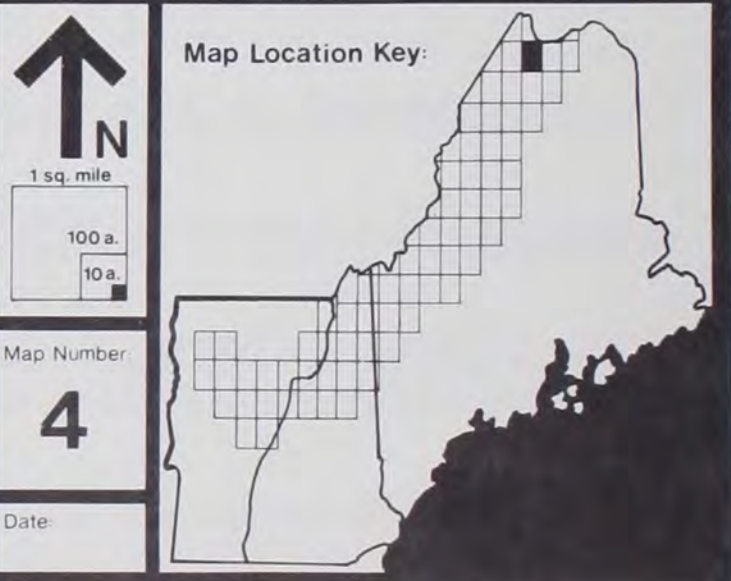 N
1 sq. mile
100 a.
10 a.
Map Number:
4
Date:
Map Location Key: